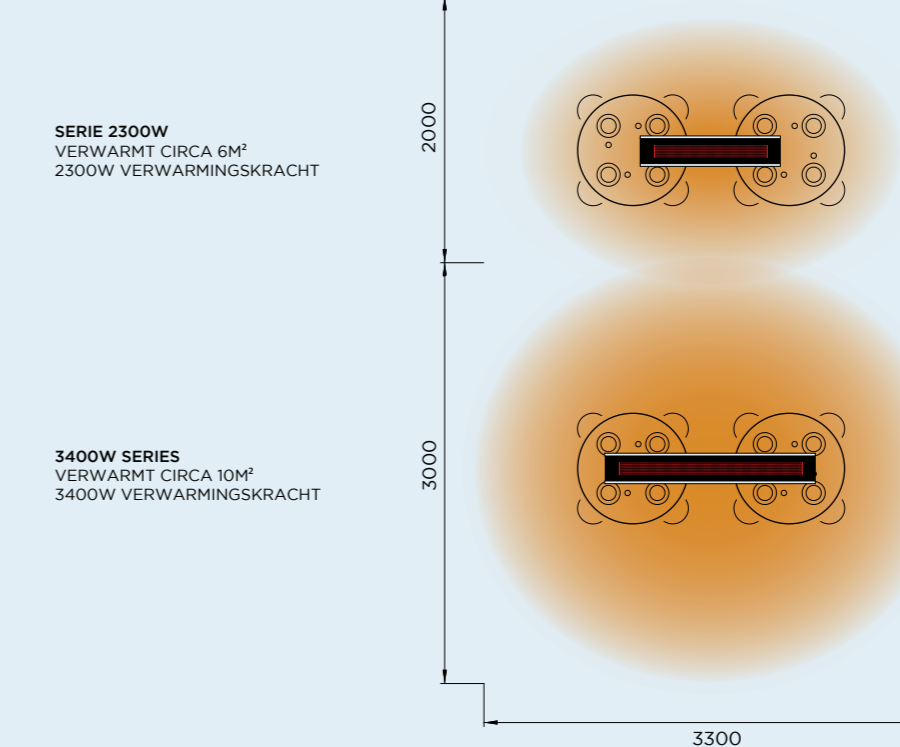 SERIE 2300W
VERWARMT CIRCA 6M²
2300W VERWARMINGSKRACHT
2000
3400W SERIES
VERWARMT CIRCA 10M²
3400W VERWARMINGSKRACHT
3000
3300